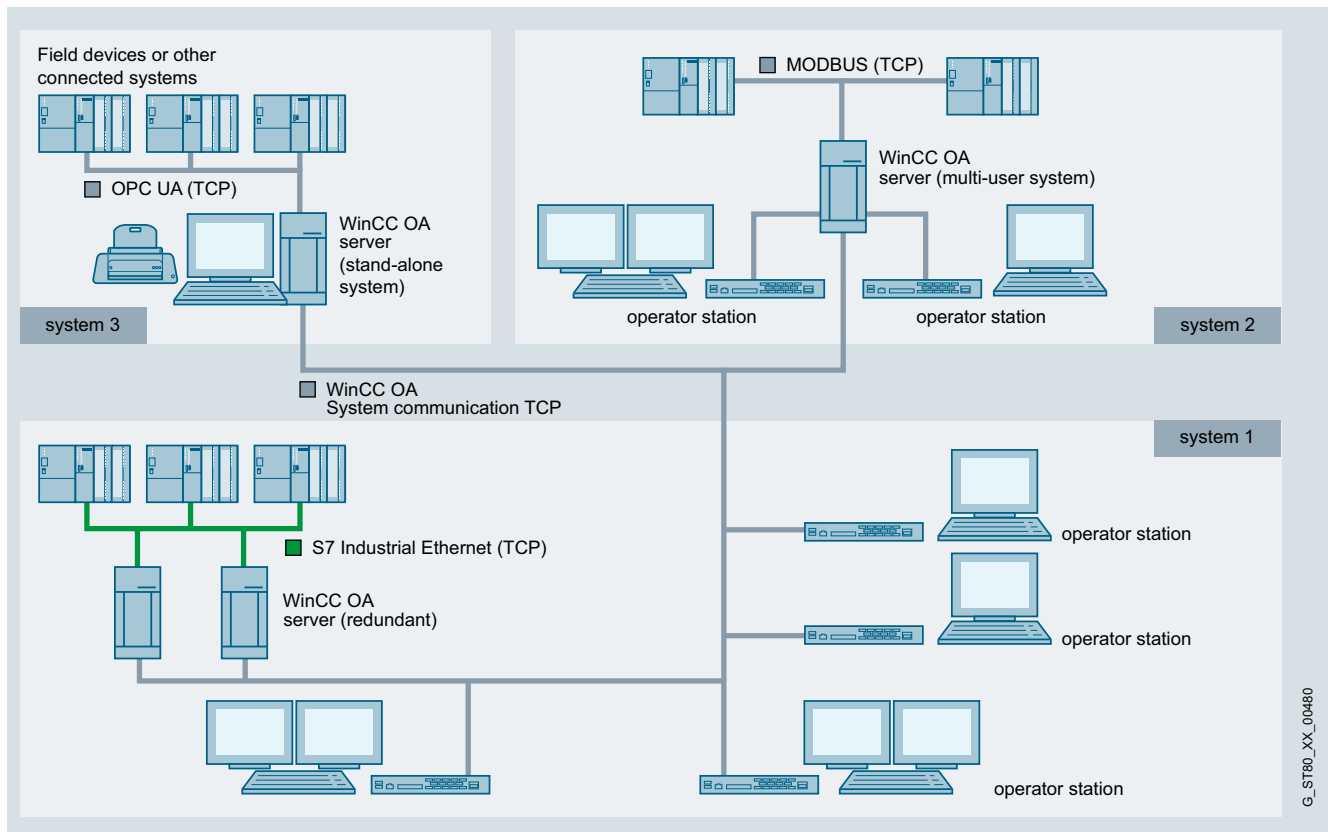 Field devices or other
connected systems
OPC UA (TCP)
WinCC OA
server
(stand-alone
system)
system 3
MODBUS (TCP)
WinCC OA
server (multi-user system)
operator station
operator station
system 2
WinCC OA
System communication TCP
system 1
S7 Industrial Ethernet (TCP)
WinCC OA
server (redundant)
operator station
operator station
operator station
G_ST80_XX_00480